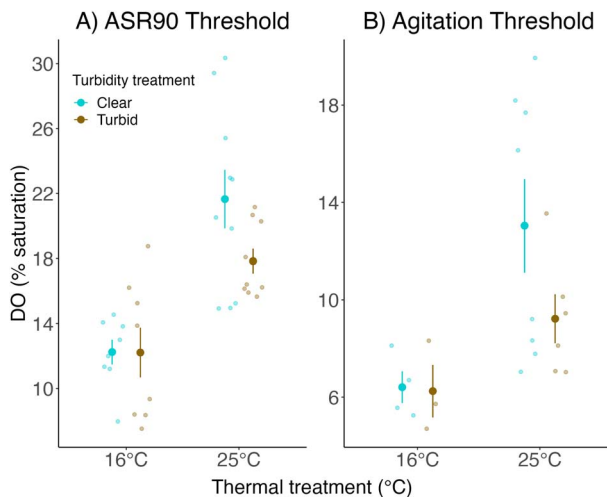 A) ASR90 Threshold
B) Agitation Threshold
DO (% saturation)
30
26
22
18
14
10
Turbidity treatment
Clear
Turbid
18
14
10
6
16°C
25°C
16°C
25°C
Thermal treatment (°C)